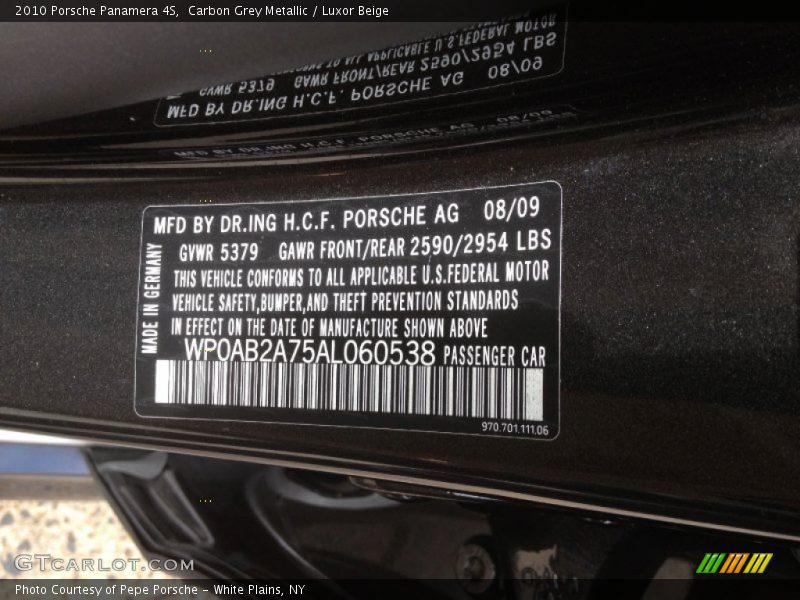 2010 Porsche Panamera 4S,  Carbon Grey Metallic / Luxor Beige
MFD BY DR.ING H.C.F. PORSCHE AG 08/09
GVWR 5379 GAWR FRONT/REAR 2590/2954 LBS
THIS VEHICLE CONFORMS TO ALL APPLICABLE U.S.FEDERAL MOTOR
VEHICLE SAFETY,BUMPER,AND THEFT PREVENTION STANDARDS
IN EFFECT ON THE DATE OF MANUFACTURE SHOWN ABOVE
WP0AB2A75AL060538 PASSENGER CAR
MADE IN GERMANY
970.701.111.06
GTCARLOT.COM
Photo Courtesy of Pepe Porsche - White Plains, NY